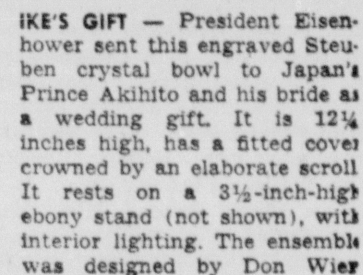 IKE'S GIFT — President Eisen-
hower sent this engraved Steu-
ben crystal bowl to Japan's
Prince Akihito and his bride as
a wedding gift. It is 12¼
inches high, has a fitted cover
crowned by an elaborate scroll
It rests on a 3½-inch-high
ebony stand (not shown), with
interior lighting. The ensemble
was designed by Don Wier